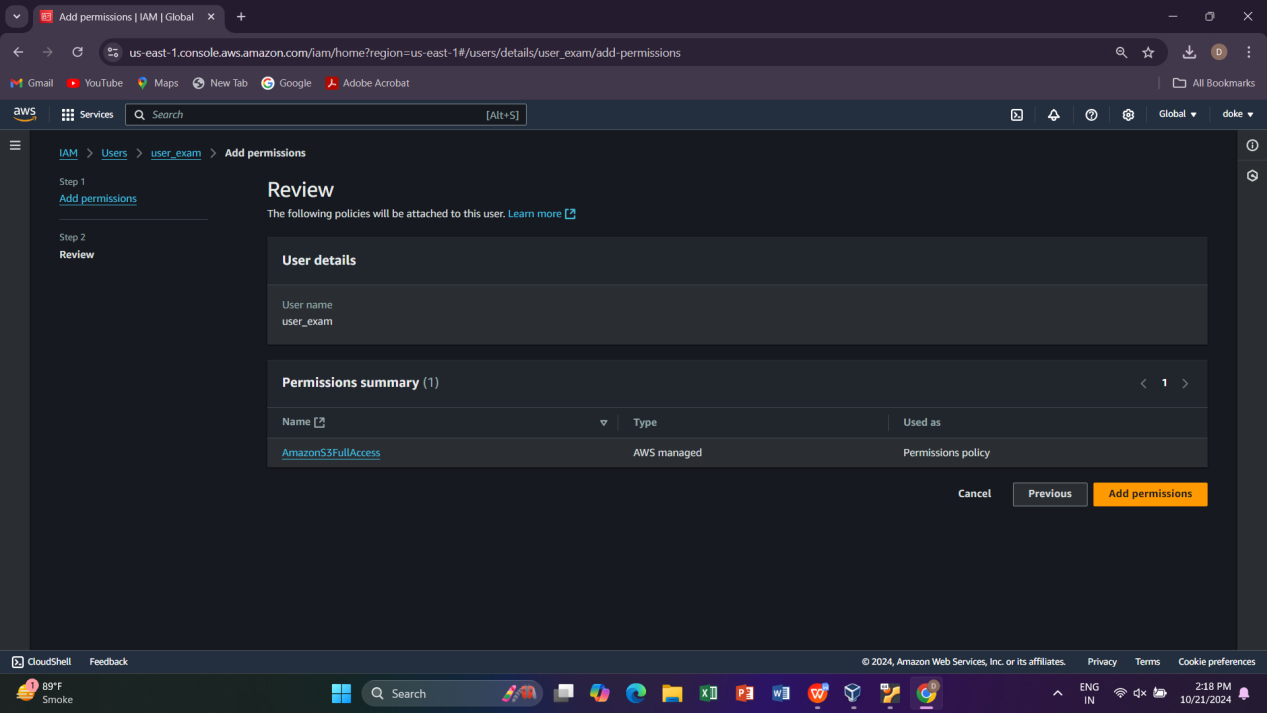 Add permissions | IAM | Global
us-east-1.console.aws.amazon.com/iam/home?region=us-east-1#/users/details/user_exam/add-permissions
D
Gmail YouTube Maps New Tab Google Adobe Acrobat All Bookmarks
aws Services Search [Alt+S] Global doke
IAM > Users > user_exam > Add permissions
Step 1
Add permissions
Step 2
Review
Review
The following policies will be attached to this user. Learn more
User details
User name
user_exam
Permissions summary (1)
1
Name Type Used as
AmazonS3FullAccess AWS managed Permissions policy
Cancel Previous Add permissions
CloudShell Feedback © 2024, Amazon Web Services, Inc. or its affiliates. Privacy Terms Cookie preferences
1
89°F
Smoke
Search
ENG
IN
2:18 PM
10/21/2024